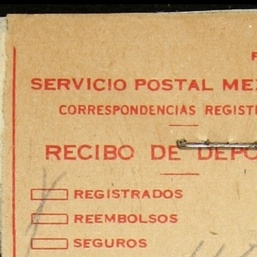 SERVICIO POSTAL ME
CORRESPONDENCIAS REGIST
RECIBO DE DEPO
REGISTRADOS
REEMBOLSOS
SEGUROS